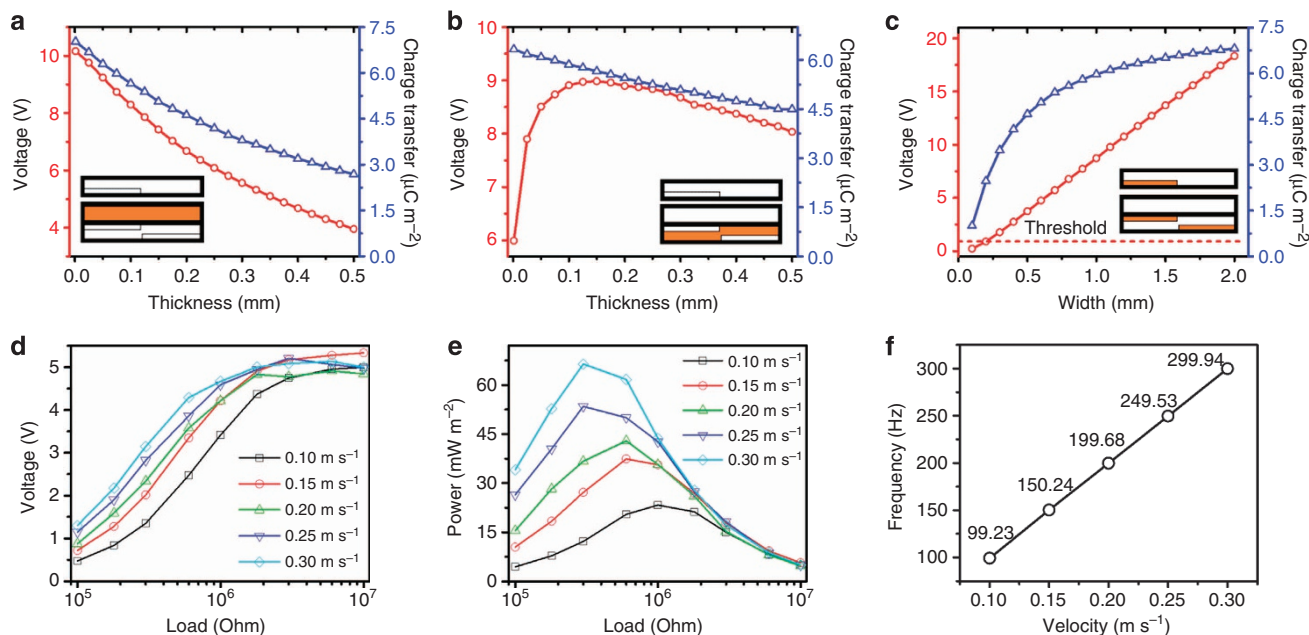 a
10
8
6
4
Voltage (V)
7.5
6.0
4.5
3.0
1.5
0.0
Charge transfer (μC m⁻²)
0.0 0.1 0.2 0.3 0.4 0.5
Thickness (mm)
b
10
9
8
7
6
Voltage (V)
7.5
6.0
4.5
3.0
1.5
0.0
Charge transfer (μC m⁻²)
0.0 0.1 0.2 0.3 0.4 0.5
Thickness (mm)
c
20
15
10
5
0
Voltage (V)
Threshold
7.5
6.0
4.5
3.0
1.5
0.0
Charge transfer (μC m⁻²)
0.0 0.5 1.0 1.5 2.0
Width (mm)
d
5
4
3
2
1
0
Voltage (V)
0.10 m s⁻¹
0.15 m s⁻¹
0.20 m s⁻¹
0.25 m s⁻¹
0.30 m s⁻¹
10⁵ 10⁶ 10⁷
Load (Ohm)
e
60
45
30
15
0
Power (mW m⁻²)
0.10 m s⁻¹
0.15 m s⁻¹
0.20 m s⁻¹
0.25 m s⁻¹
0.30 m s⁻¹
10⁵ 10⁶ 10⁷
Load (Ohm)
f
300
250
200
150
100
Frequency (Hz)
299.94
249.53
199.68
150.24
99.23
0.10 0.15 0.20 0.25 0.30
Velocity (m s⁻¹)